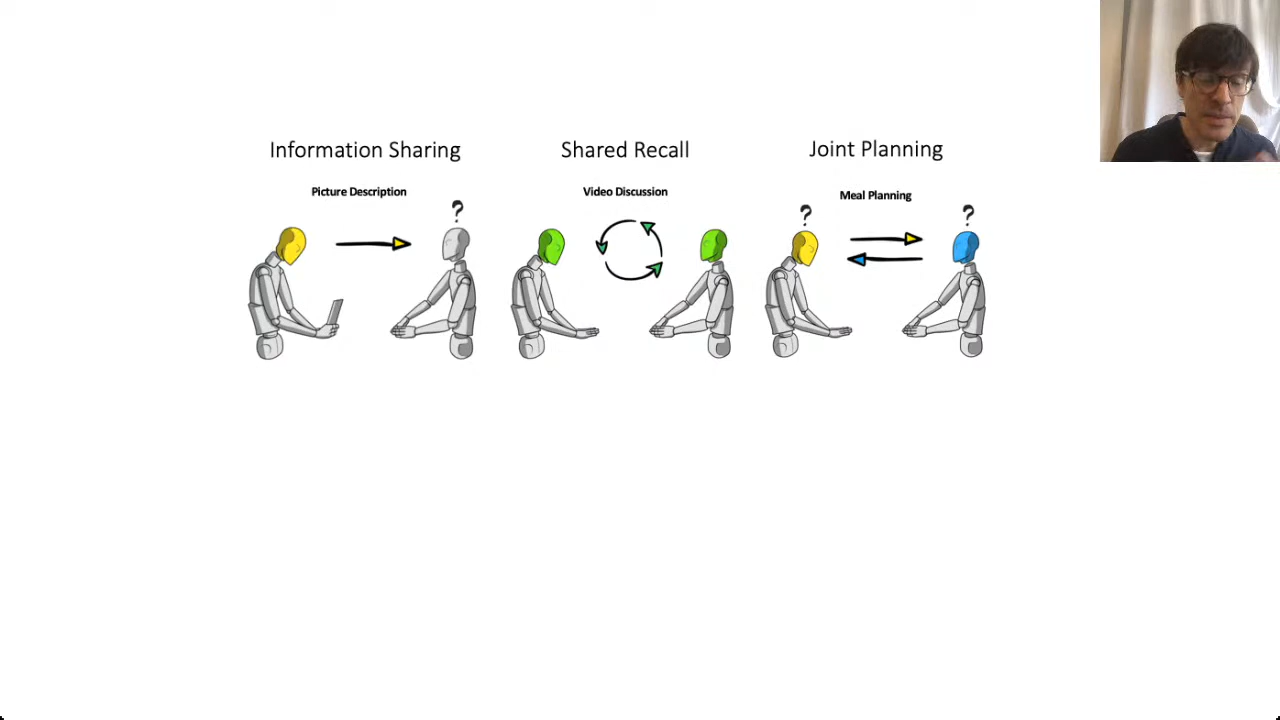 Information Sharing
Picture Description
?
Shared Recall
Video Discussion
Joint Planning
Meal Planning
? ?